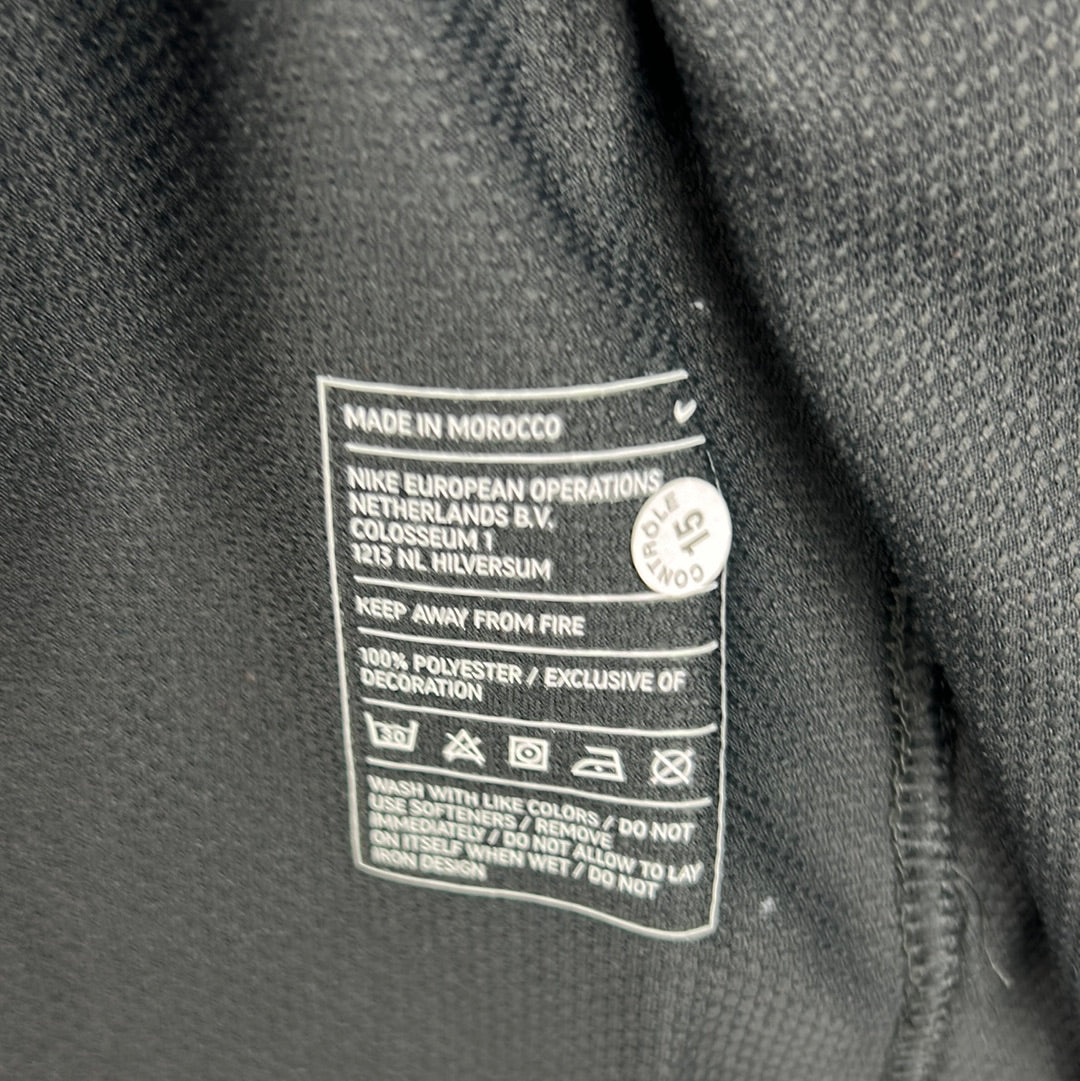 MADE IN MOROCCO
NIKE EUROPEAN OPERATIONS
NETHERLANDS B.V.
COLOSSEUM 1
1213 NL HILVERSUM
CONTRÔLE
15
KEEP AWAY FROM FIRE
100% POLYESTER / EXCLUSIVE OF
DECORATION
30
WASH WITH LIKE COLORS / DO NOT
USE SOFTENERS / REMOVE
IMMEDIATELY / DO NOT ALLOW TO LAY
ON ITSELF WHEN WET / DO NOT
IRON DESIGN